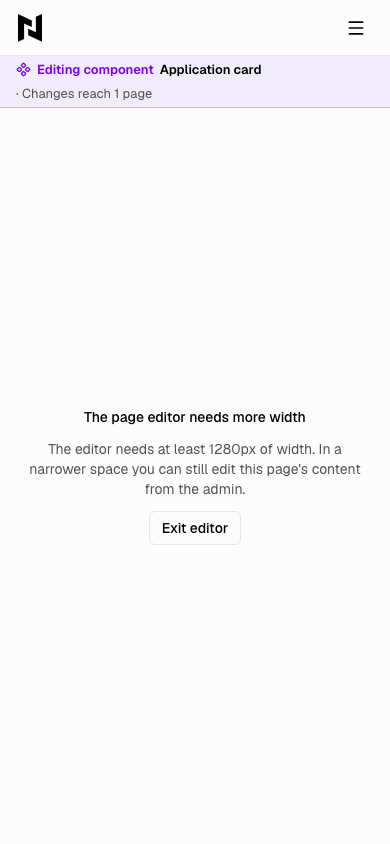 Editing component Application card
· Changes reach 1 page
The page editor needs more width
The editor needs at least 1280px of width. In a
narrower space you can still edit this page's content
from the admin.
Exit editor